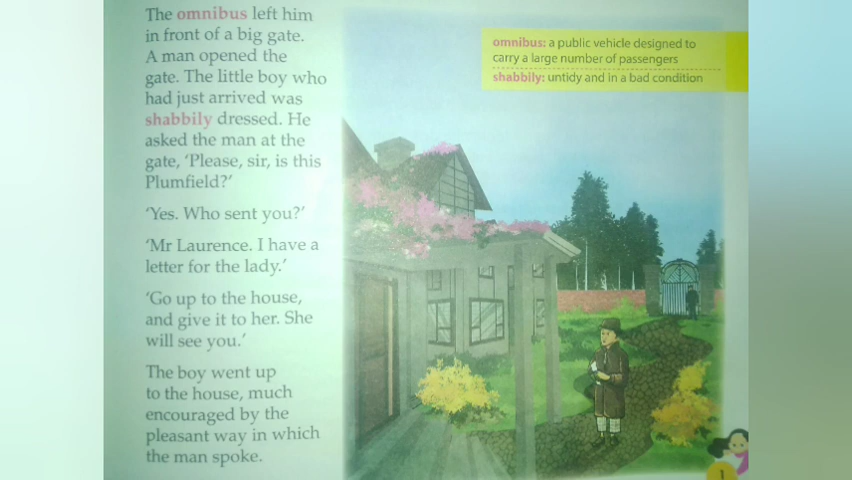 The omnibus left him
in front of a big gate.
A man opened the
gate. The little boy who
had just arrived was
shabbily dressed. He
asked the man at the
gate, ‘Please, sir, is this
Plumfield?’
‘Yes. Who sent you?’
‘Mr Laurence. I have a
letter for the lady.’
‘Go up to the house,
and give it to her. She
will see you.’
The boy went up
to the house, much
encouraged by the
pleasant way in which
the man spoke.
omnibus: a public vehicle designed to
carry a large number of passengers
shabbily: untidy and in a bad condition
1